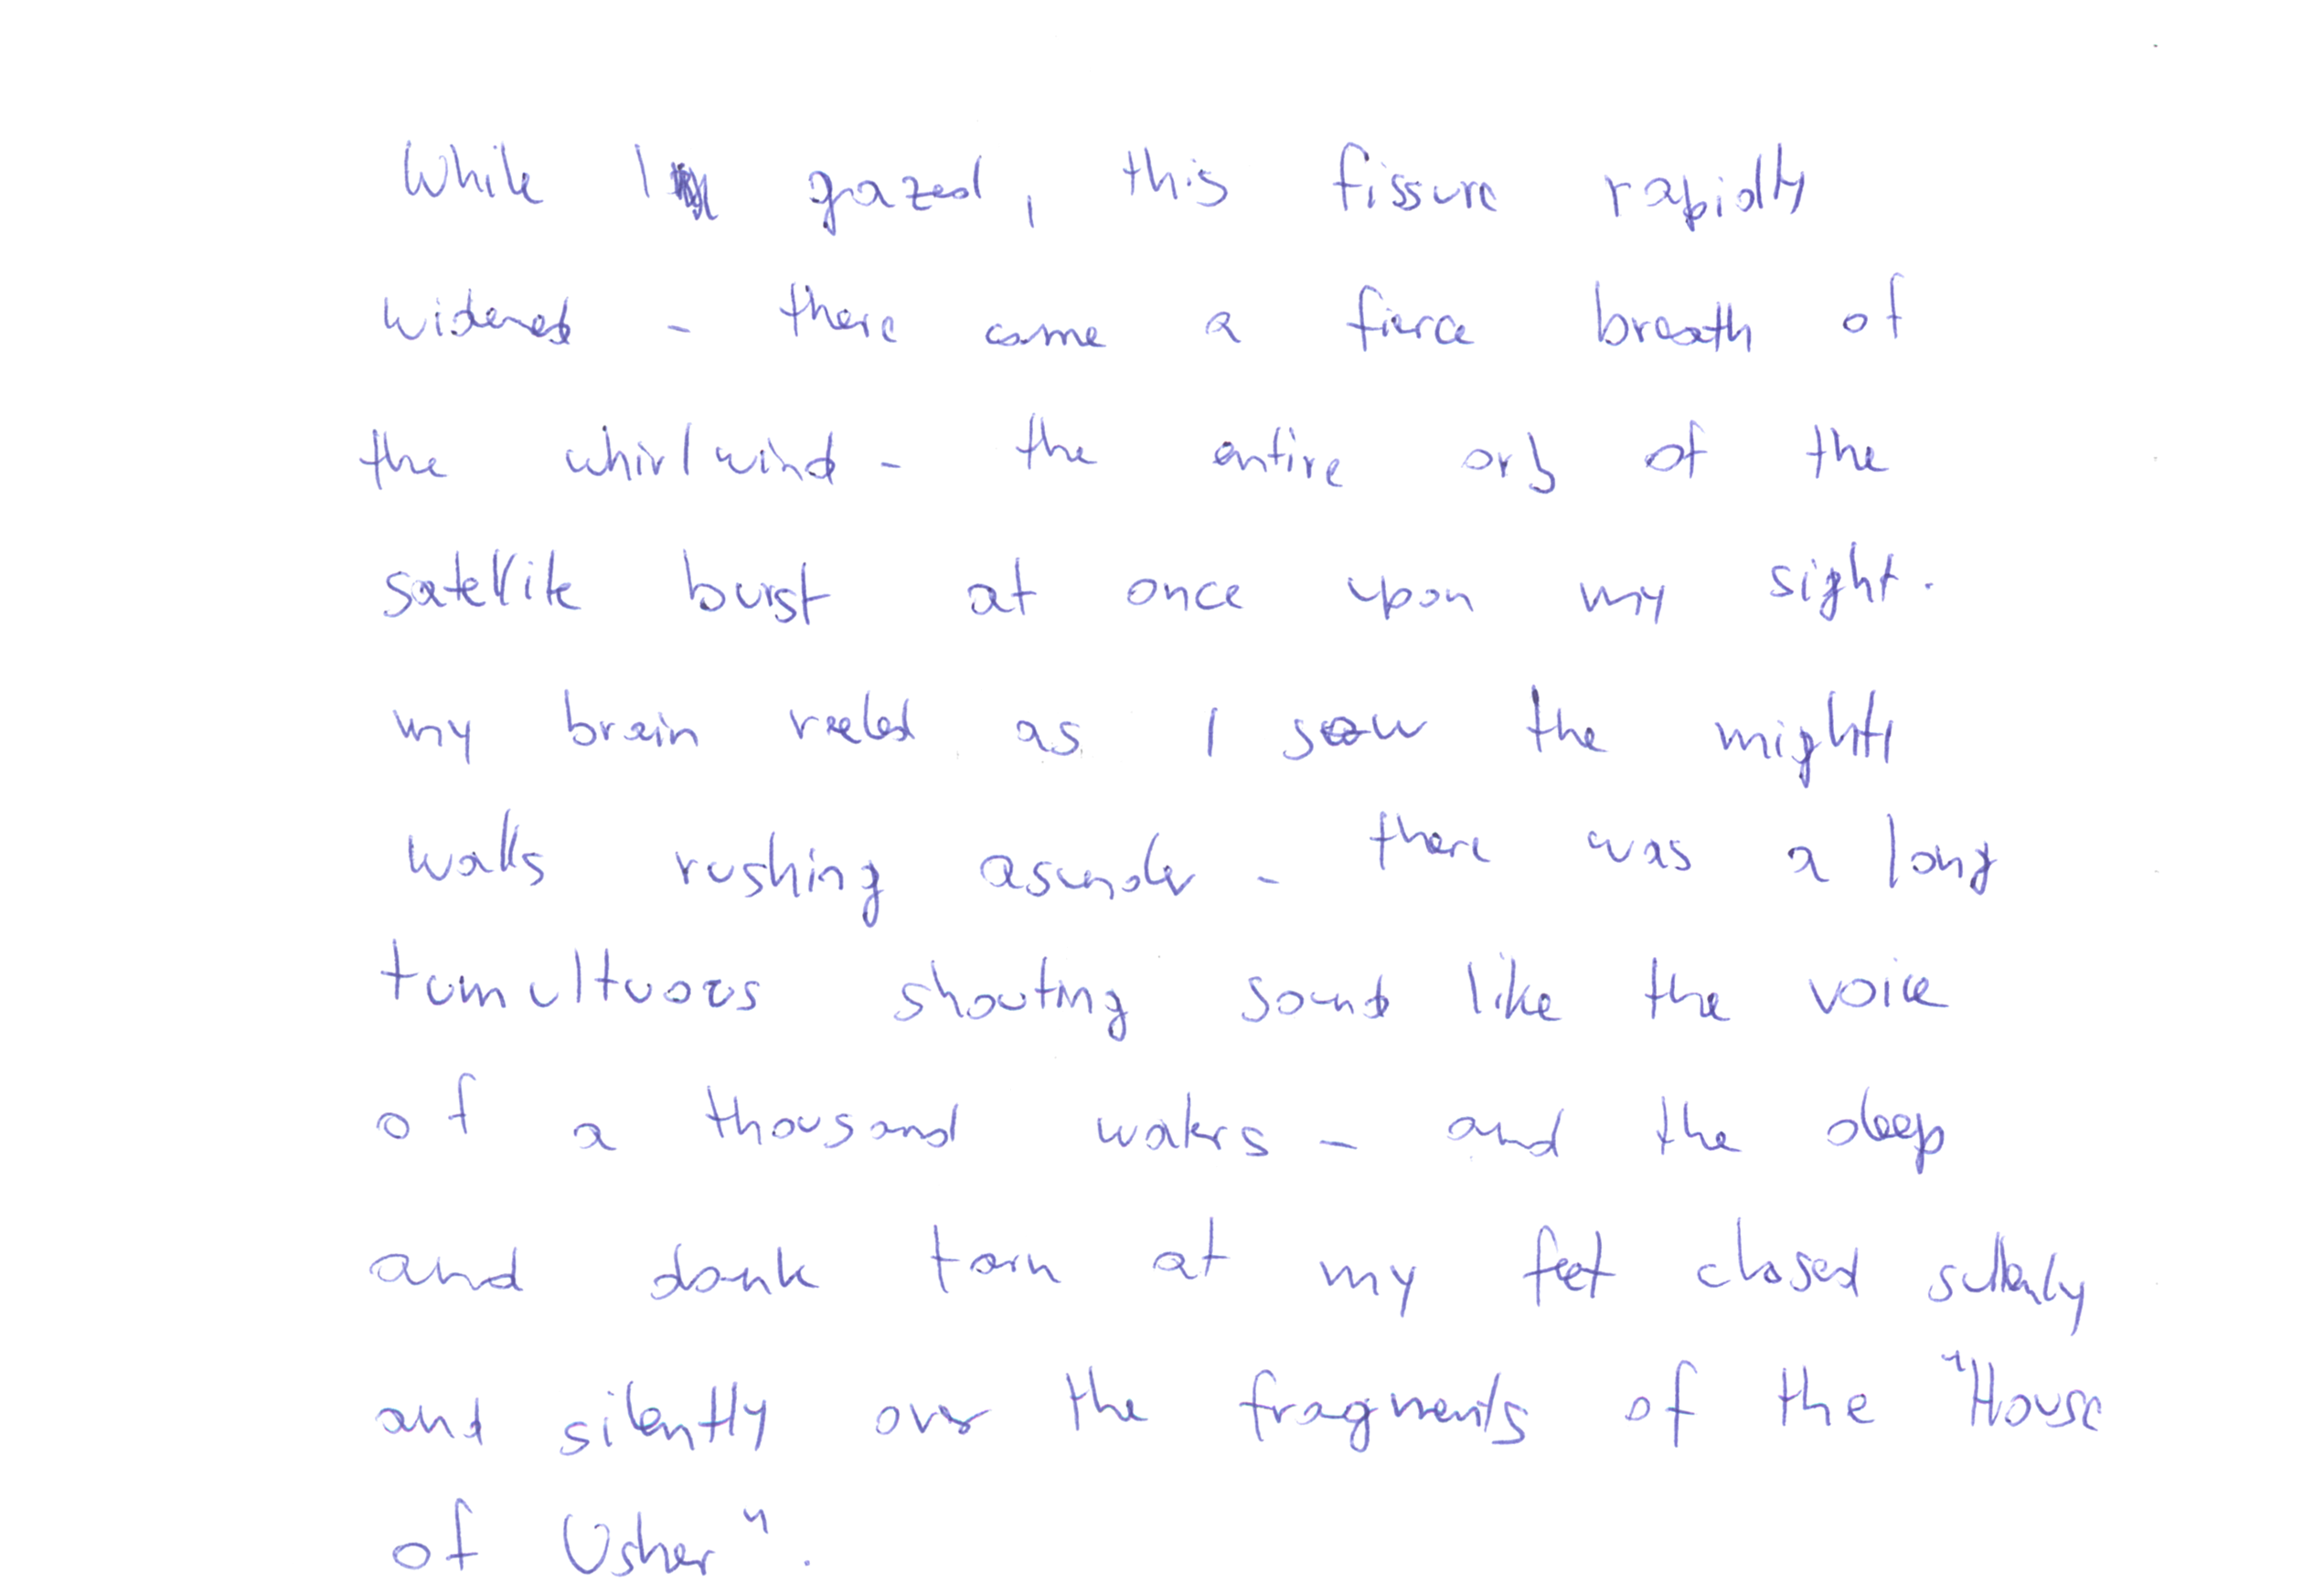 While I gazed, this fissure rapidly
widened - there came a fierce breath of
the whirlwind - the entire orb of the
satellite burst at once upon my sight.
my brain reeled as I saw the mighty
walls rushing asunder - there was a long
tumultuous shouting sound like the voice
of a thousand waters - and the deep
and dank tarn at my feet closed sullenly
and silently over the fragments of the "House
of Usher".